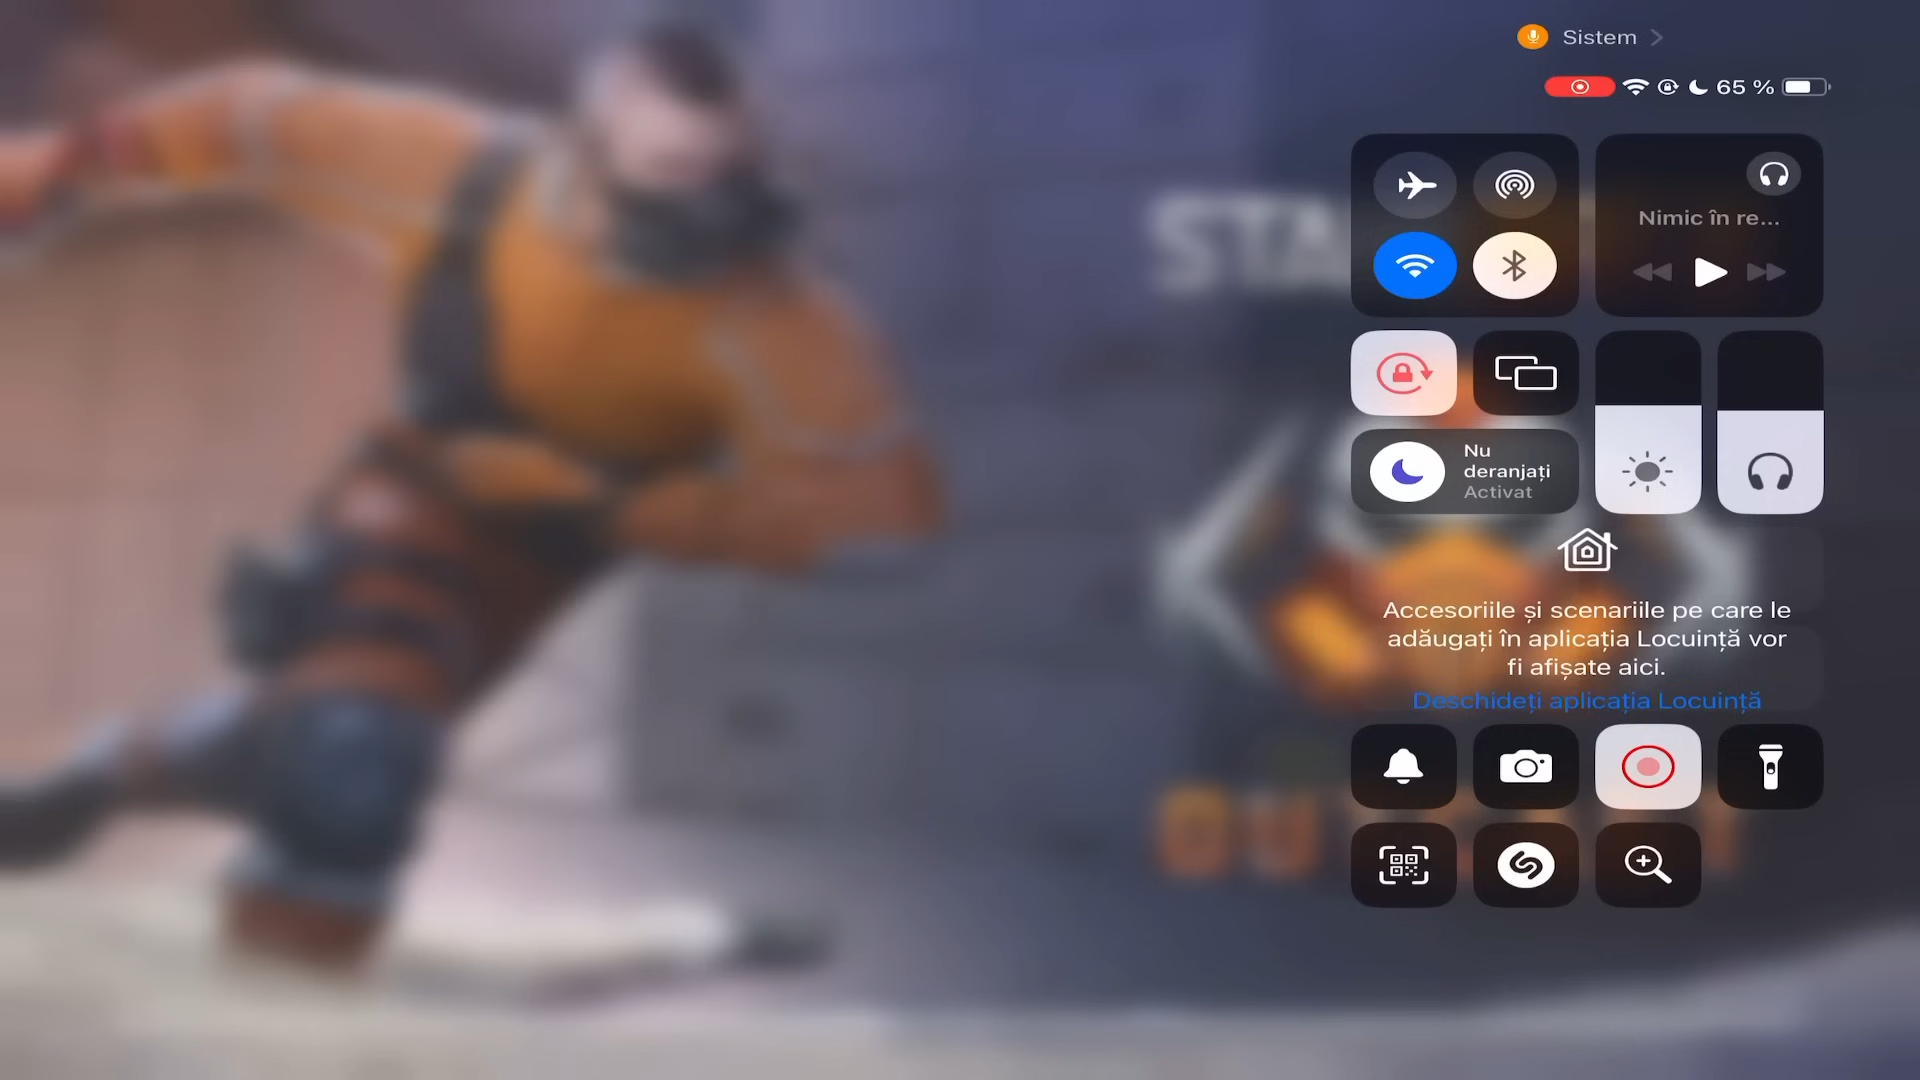 Sistem
65 %
Nimic în re...
Nu
deranjați
Activat
Accesoriile și scenariile pe care le
adăugați în aplicația Locuință vor
fi afișate aici.
Deschideți aplicația Locuință